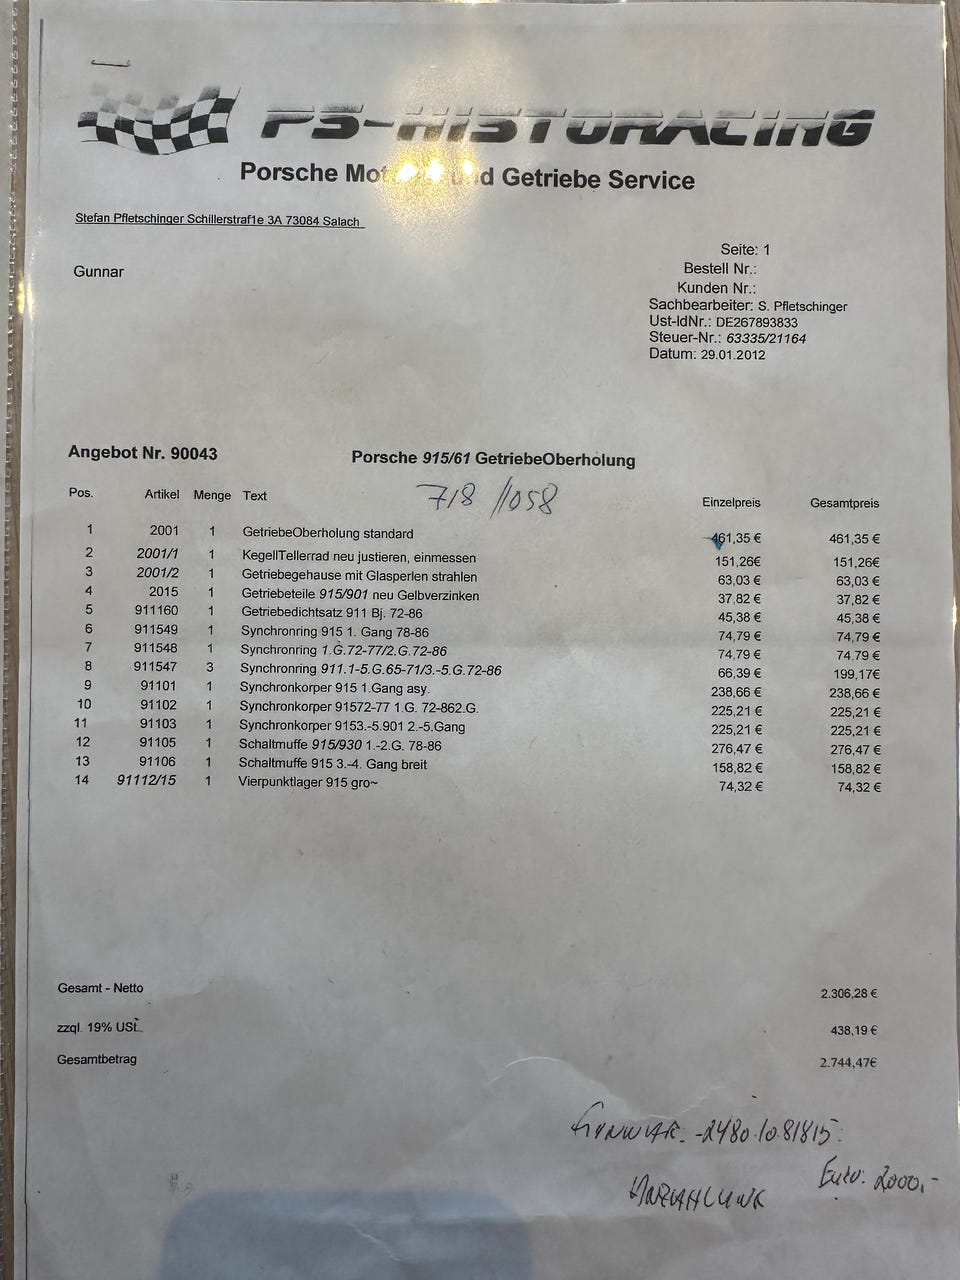 PS-HISTORACING
Porsche Mot nd Getriebe Service
Stefan Pfletschinger Schillerstraf1e 3A 73084 Salach
Gunnar
Seite: 1
Bestell Nr.:
Kunden Nr.:
Sachbearbeiter: S. Pfletschinger
Ust-IdNr.: DE267893833
Steuer-Nr.: 63335/21164
Datum: 29.01.2012
Angebot Nr. 90043 Porsche 915/61 GetriebeOberholung
718 //058
Pos. Artikel Menge Text Einzelpreis Gesamtpreis
1 2001 1 GetriebeOberholung standard 461,35 € 461,35 €
2 2001/1 1 KegellTellerrad neu justieren, einmessen 151,26€ 151,26€
3 2001/2 1 Getriebegehause mit Glasperlen strahlen 63,03 € 63,03 €
4 2015 1 Getriebeteile 915/901 neu Gelbverzinken 37,82 € 37,82 €
5 911160 1 Getriebedichtsatz 911 Bj. 72-86 45,38 € 45,38 €
6 911549 1 Synchronring 915 1. Gang 78-86 74,79 € 74,79 €
7 911548 1 Synchronring 1.G.72-77/2.G.72-86 74,79 € 74,79 €
8 911547 3 Synchronring 911.1-5.G.65-71/3.-5.G.72-86 66,39 € 199,17€
9 91101 1 Synchronkorper 915 1.Gang asy. 238,66 € 238,66 €
10 91102 1 Synchronkorper 91572-77 1.G. 72-862.G. 225,21 € 225,21 €
11 91103 1 Synchronkorper 9153.-5.901 2.-5.Gang 225,21 € 225,21 €
12 91105 1 Schaltmuffe 915/930 1.-2.G. 78-86 276,47 € 276,47 €
13 91106 1 Schaltmuffe 915 3.-4. Gang breit 158,82 € 158,82 €
14 91112/15 1 Vierpunktlager 915 gro~ 74,32 € 74,32 €
Gesamt - Netto 2.306,28 €
zzql. 19% USt. 438,19 €
Gesamtbetrag 2.744,47€
GUNNAR. -2480.10.81815:
ANZAHLUNG Euro: 2000,-